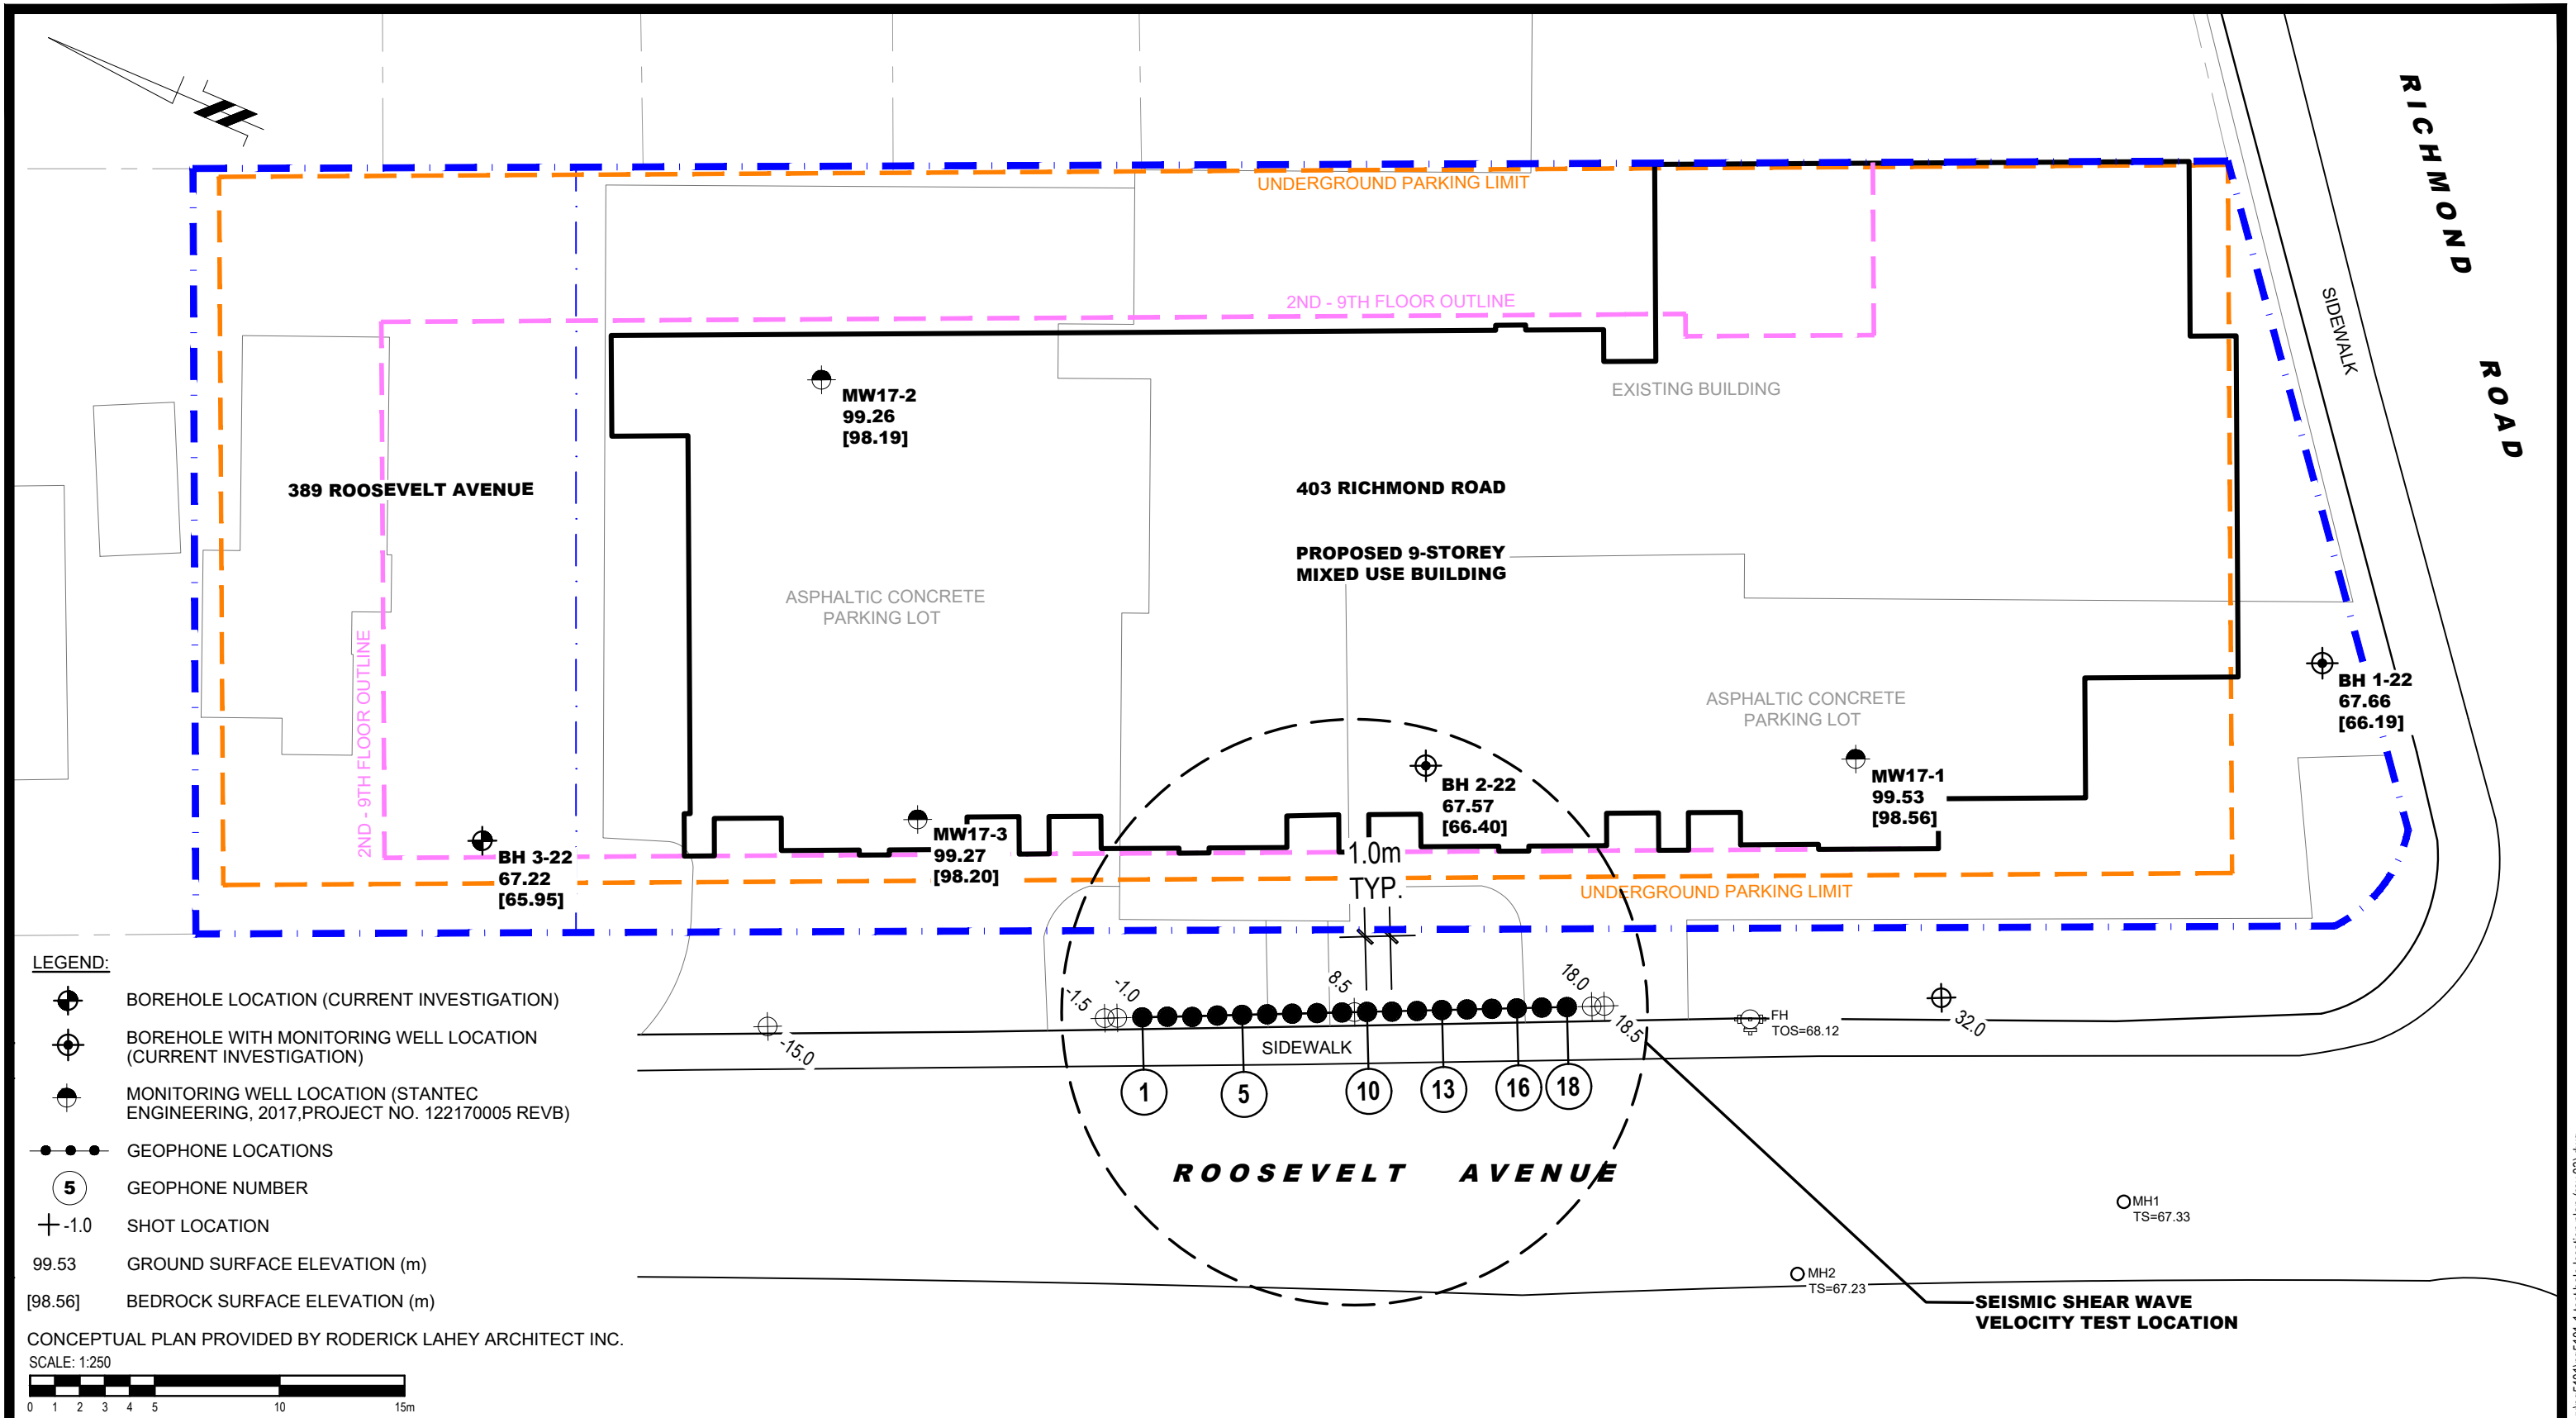 RICHMOND ROAD
SIDEWALK
UNDERGROUND PARKING LIMIT
2ND - 9TH FLOOR OUTLINE
EXISTING BUILDING
MW17-2
99.26
[98.19]
389 ROOSEVELT AVENUE
403 RICHMOND ROAD
PROPOSED 9-STOREY
MIXED USE BUILDING
ASPHALTIC CONCRETE
PARKING LOT
2ND - 9TH FLOOR OUTLINE
ASPHALTIC CONCRETE
PARKING LOT
BH 1-22
67.66
[66.19]
BH 2-22
67.57
[66.40]
MW17-1
99.53
[98.56]
MW17-3
99.27
[98.20]
BH 3-22
67.22
[65.95]
1.0m
TYP.
UNDERGROUND PARKING LIMIT
-15.0
-1.5
-1.0
8.5
18.0
18.5
32.0
FH
TOS=68.12
SIDEWALK
1
5
10
13
16
18
ROOSEVELT AVENUE
MH1
TS=67.33
MH2
TS=67.23
SEISMIC SHEAR WAVE
VELOCITY TEST LOCATION
LEGEND:
BOREHOLE LOCATION (CURRENT INVESTIGATION)
BOREHOLE WITH MONITORING WELL LOCATION
(CURRENT INVESTIGATION)
MONITORING WELL LOCATION (STANTEC
ENGINEERING, 2017,PROJECT NO. 122170005 REVB)
GEOPHONE LOCATIONS
5 GEOPHONE NUMBER
-1.0 SHOT LOCATION
99.53 GROUND SURFACE ELEVATION (m)
[98.56] BEDROCK SURFACE ELEVATION (m)
CONCEPTUAL PLAN PROVIDED BY RODERICK LAHEY ARCHITECT INC.
SCALE: 1:250
0 1 2 3 4 5 10 15m